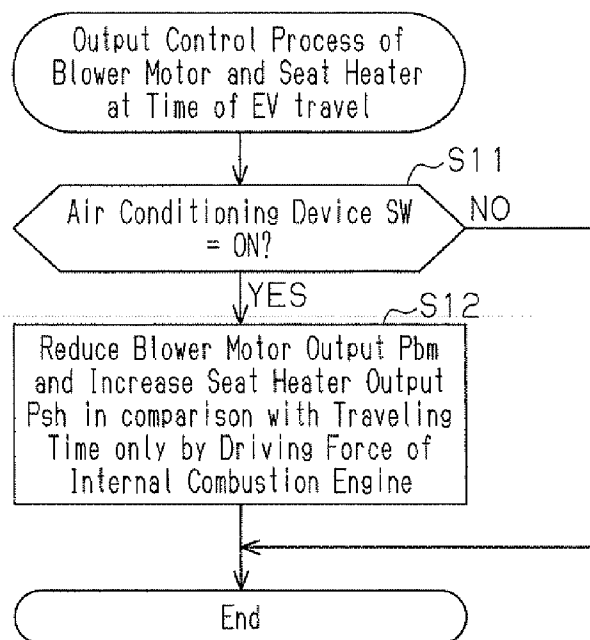 Output Control Process of
Blower Motor and Seat Heater
at Time of EV travel
S11
Air Conditioning Device SW
= ON?
NO
YES
S12
Reduce Blower Motor Output Pbm
and Increase Seat Heater Output
Psh in comparison with Traveling
Time only by Driving Force of
Internal Combustion Engine
End